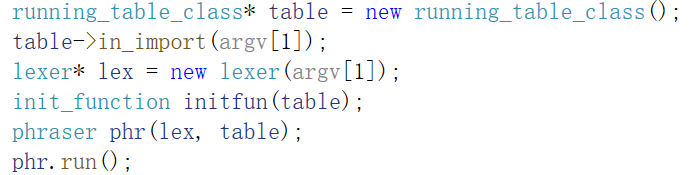 running_table_class* table = new running_table_class();
table->in_import(argv[1]);
lexer* lex = new lexer(argv[1]);
init_function initfun(table);
phraser phr(lex, table);
phr.run();